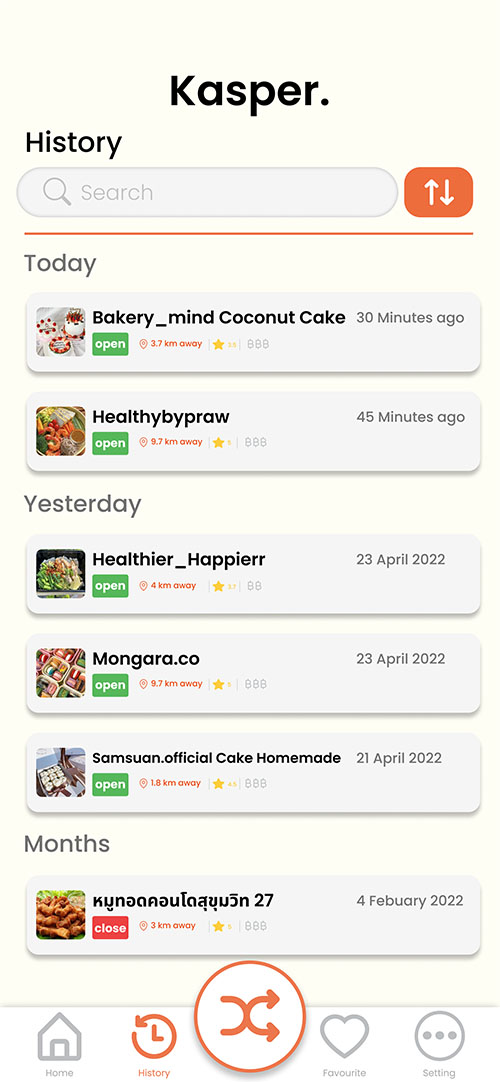 Kasper.
History
Search
Today
Bakery_mind Coconut Cake 30 Minutes ago
open 3.7 km away 3.5 ฿฿฿
Healthybypraw 45 Minutes ago
open 9.7 km away 5 ฿฿฿
Yesterday
Healthier_Happierr 23 April 2022
open 4 km away 3.7 ฿฿
Mongara.co 23 April 2022
open 9.7 km away 5 ฿฿฿
Samsuan.official Cake Homemade 21 April 2022
open 1.8 km away 4.5 ฿฿฿
Months
หมูทอดคอนโดสุขุมวิท 27 4 Febuary 2022
close 3 km away 5 ฿฿฿
Home History Favourite Setting